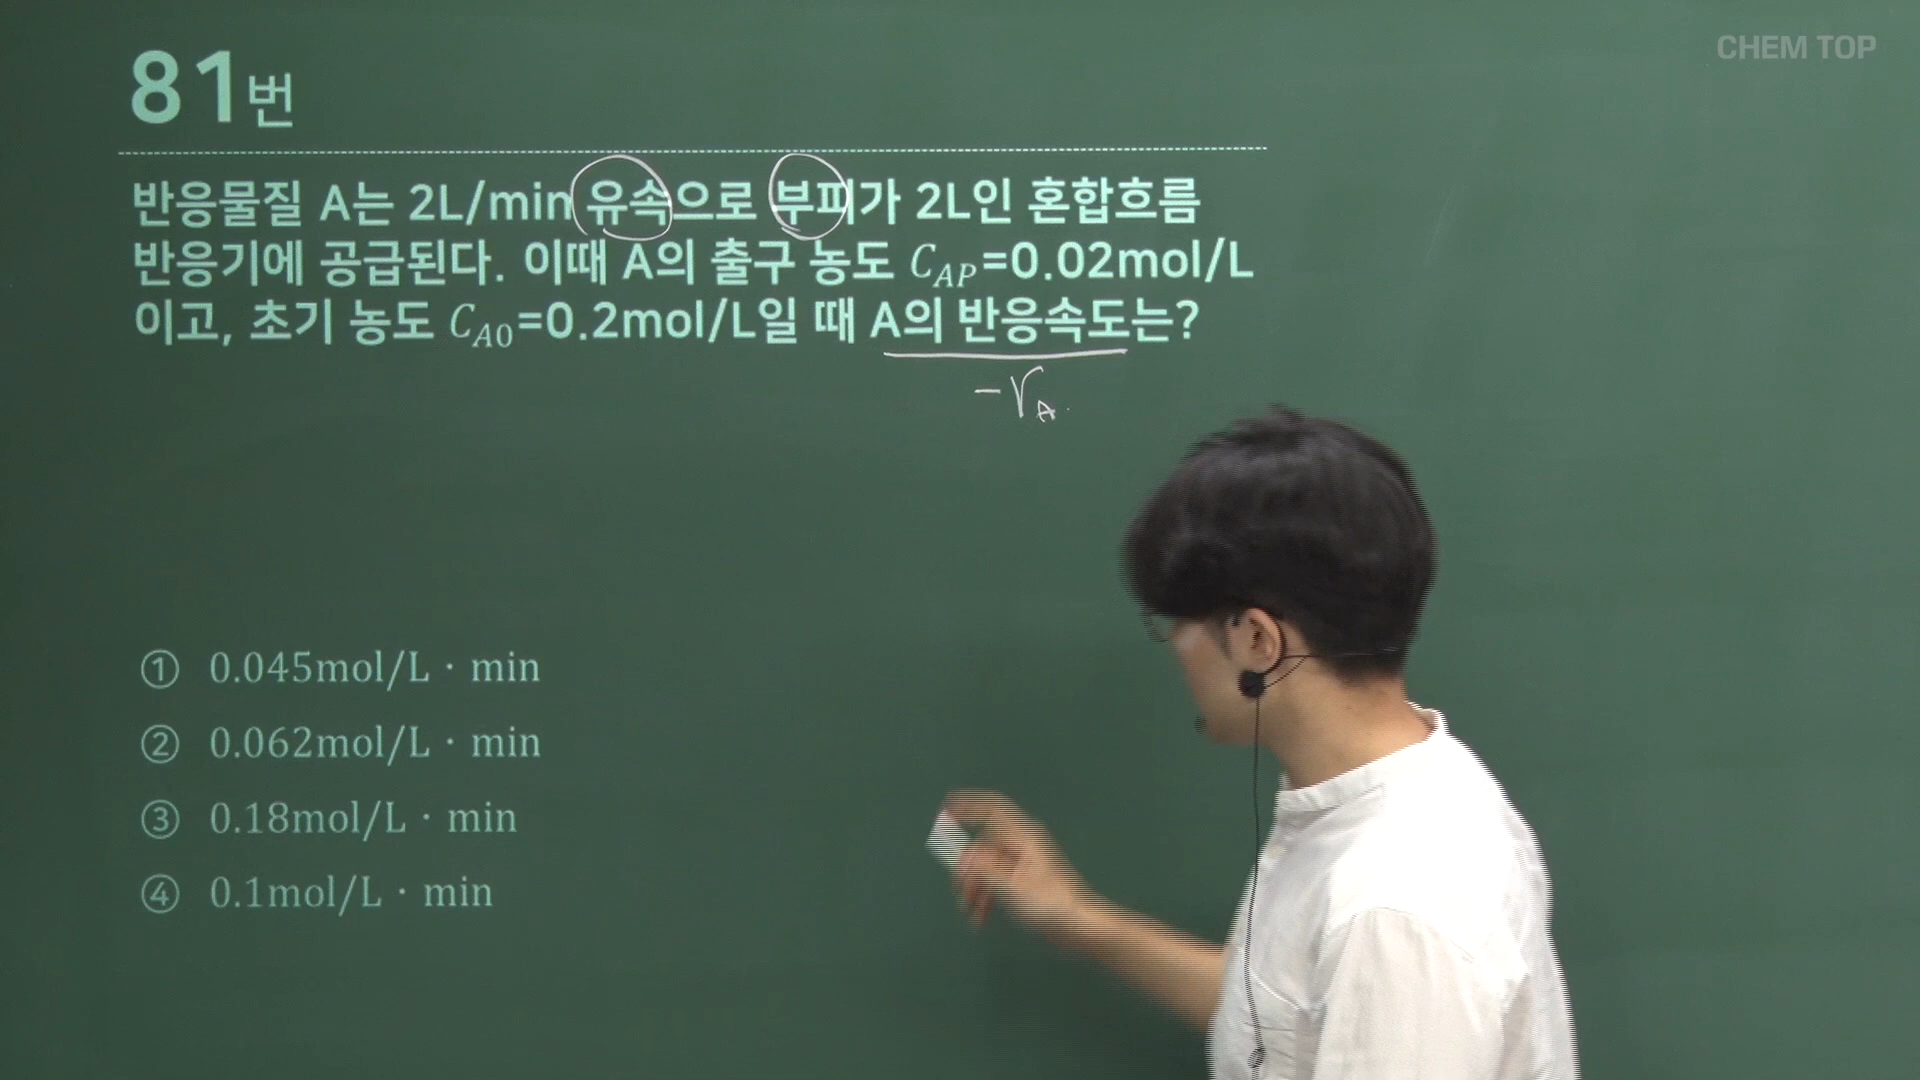 CHEM TOP
81번
반응물질 A는 2L/min 유속으로 부피가 2L인 혼합흐름
반응기에 공급된다. 이때 A의 출구 농도 C_{AP}=0.02mol/L
이고, 초기 농도 C_{A0}=0.2mol/L일 때 A의 반응속도는?
-r_A
① 0.045mol/L · min
② 0.062mol/L · min
③ 0.18mol/L · min
④ 0.1mol/L · min